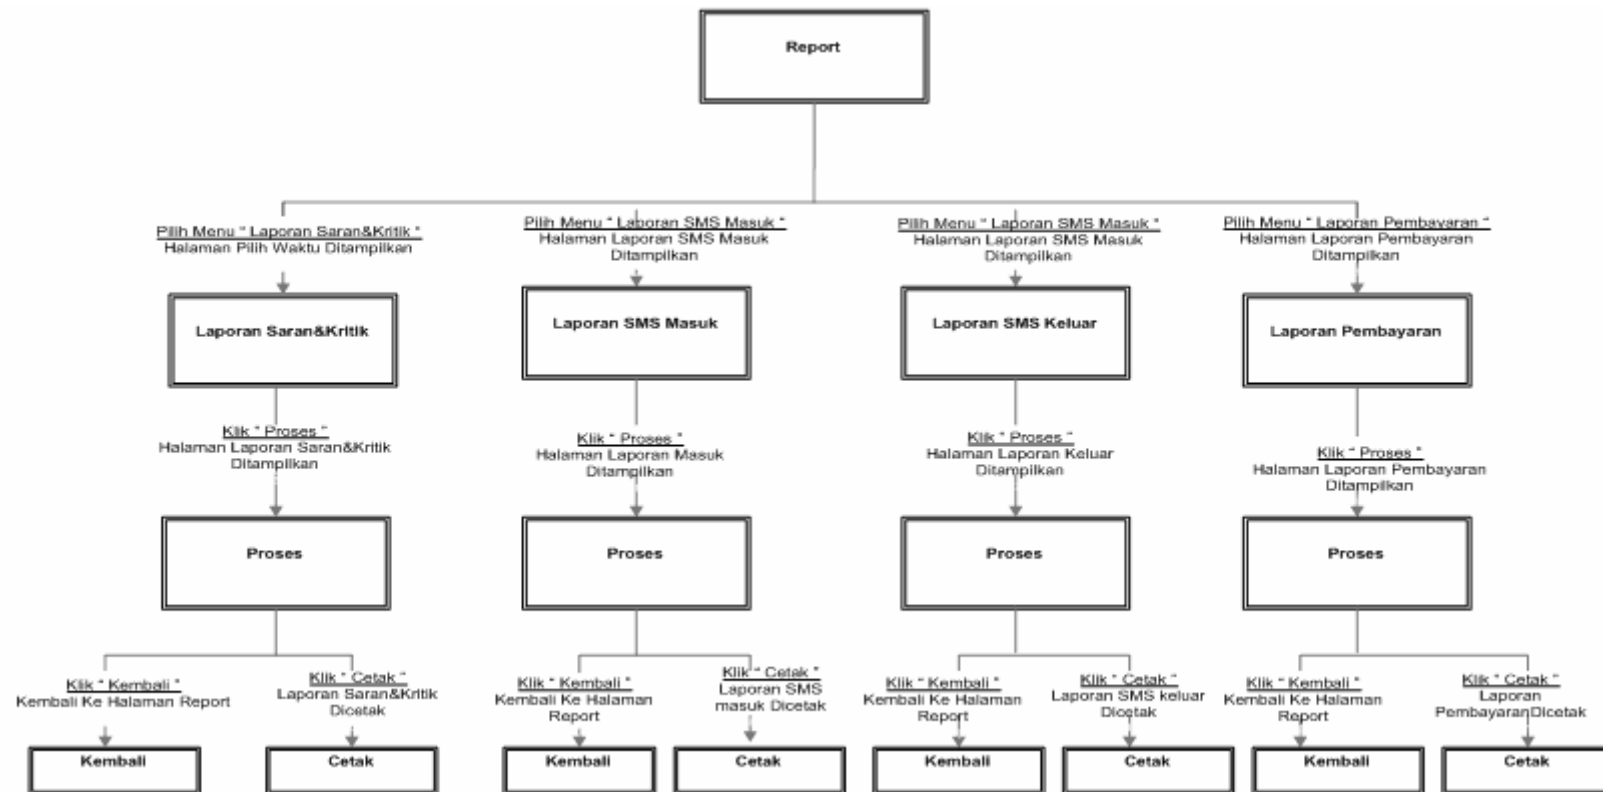 Report
Pilih Menu " Laporan Saran&Kritik "
Halaman Pilih Waktu Ditampilkan
Pilih Menu " Laporan SMS Masuk "
Halaman Laporan SMS Masuk
Ditampilkan
Pilih Menu " Laporan SMS Masuk "
Halaman Laporan SMS Masuk
Ditampilkan
Pilih Menu " Laporan Pembayaran "
Halaman Laporan Pembayaran
Ditampilkan
Laporan Saran&Kritik
Laporan SMS Masuk
Laporan SMS Keluar
Laporan Pembayaran
Klik " Proses "
Halaman Laporan Saran&Kritik
Ditampilkan
Klik " Proses "
Halaman Laporan Masuk
Ditampilkan
Klik " Proses "
Halaman Laporan Keluar
Ditampilkan
Klik " Proses "
Halaman Laporan Pembayaran
Ditampilkan
Proses
Proses
Proses
Proses
Klik " Kembali "
Kembali Ke Halaman Report
Klik " Cetak "
Laporan Saran&Kritik
Dicetak
Klik " Kembali "
Kembali Ke Halaman
Report
Klik " Cetak "
Laporan SMS
masuk Dicetak
Klik " Kembali "
Kembali Ke Halaman
Report
Klik " Cetak "
Laporan SMS keluar
Dicetak
Klik " Kembali "
Kembali Ke Halaman
Report
Klik " Cetak "
Laporan
PembayaranDicetak
Kembali
Cetak
Kembali
Cetak
Kembali
Cetak
Kembali
Cetak